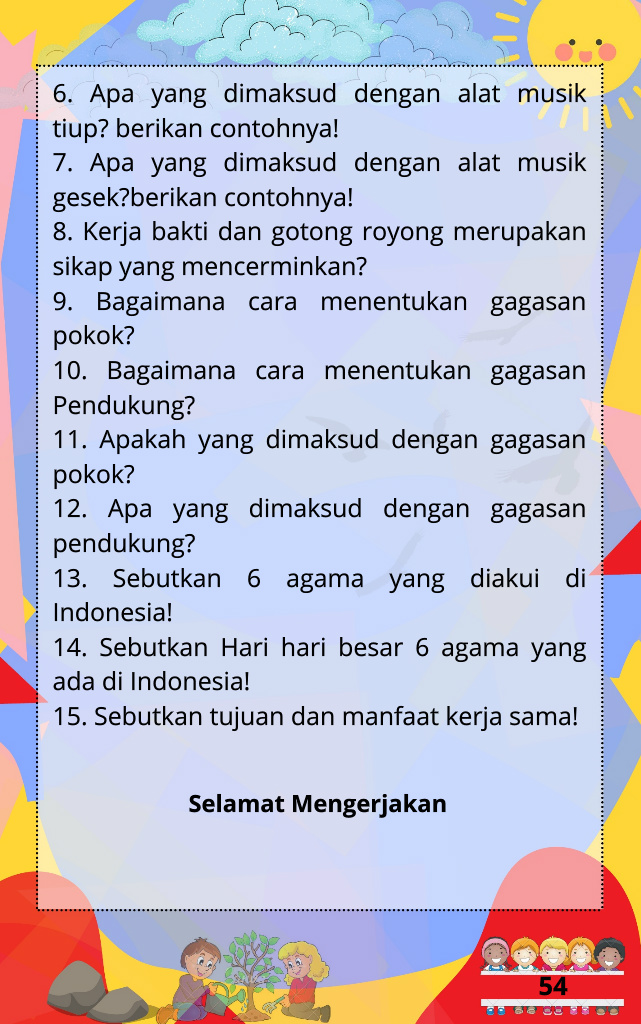 6. Apa yang dimaksud dengan alat musik
tiup? berikan contohnya!
7. Apa yang dimaksud dengan alat musik
gesek?berikan contohnya!
8. Kerja bakti dan gotong royong merupakan
sikap yang mencerminkan?
9. Bagaimana cara menentukan gagasan
pokok?
10. Bagaimana cara menentukan gagasan
Pendukung?
11. Apakah yang dimaksud dengan gagasan
pokok?
12. Apa yang dimaksud dengan gagasan
pendukung?
13. Sebutkan 6 agama yang diakui di
Indonesia!
14. Sebutkan Hari hari besar 6 agama yang
ada di Indonesia!
15. Sebutkan tujuan dan manfaat kerja sama!
Selamat Mengerjakan
54